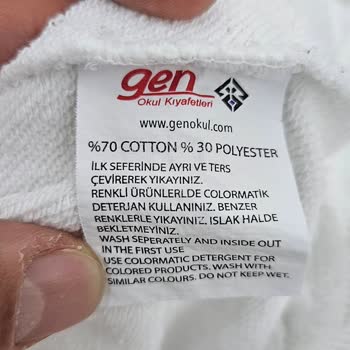 gen
Okul Kıyafetleri
www.genokul.com
%70 COTTON % 30 POLYESTER
İLK SEFERİNDE AYRI VE TERS
ÇEVİREREK YIKAYINIZ.
RENKLİ ÜRÜNLERDE COLORMATİK
DETERJAN KULLANINIZ. BENZER
RENKLERLE YIKAYINIZ. ISLAK HALDE
BEKLETMEYİNİZ.
WASH SEPERATELY AND INSIDE OUT
IN THE FIRST USE
USE COLORMATIC DETERGENT FOR
COLORED PRODUCTS. WASH WITH
SIMILAR COLOURS. DO NOT KEEP WET.